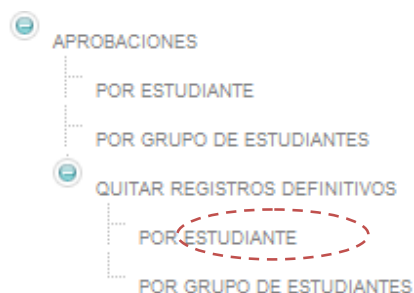 APROBACIONES
POR ESTUDIANTE
POR GRUPO DE ESTUDIANTES
QUITAR REGISTROS DEFINITIVOS
POR ESTUDIANTE
POR GRUPO DE ESTUDIANTES